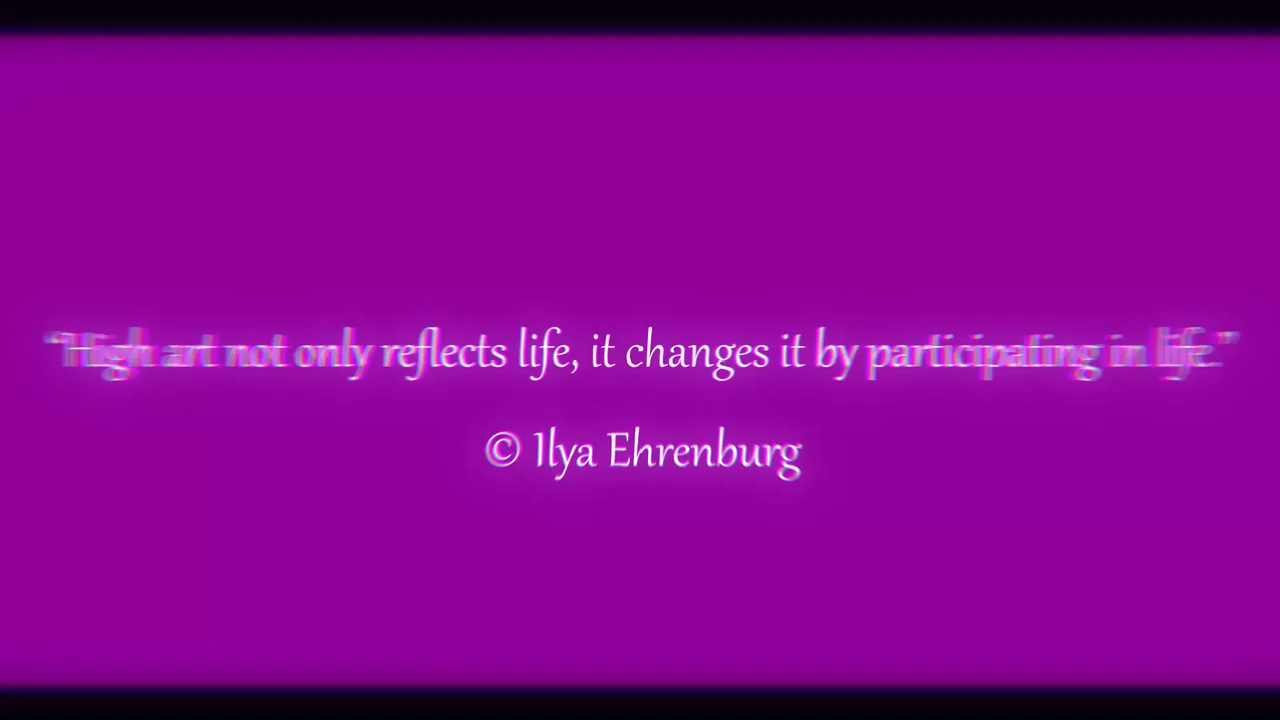 “High art not only reflects life, it changes it by participating in life.”
© Ilya Ehrenburg